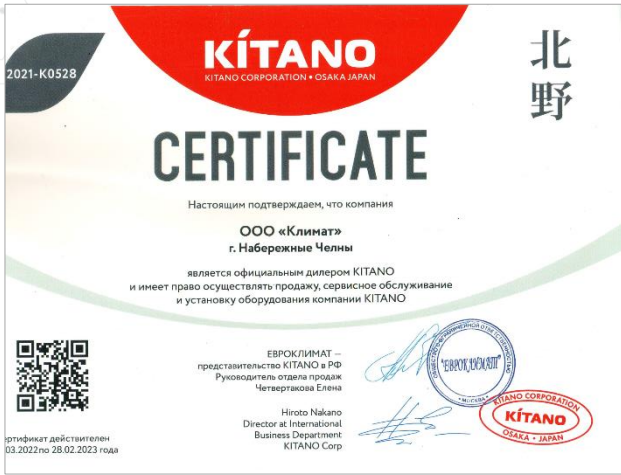 2021-K0528
KÍTANO
KITANO CORPORATION • OSAKA JAPAN
北
野
CERTIFICATE
Настоящим подтверждаем, что компания
ООО «Климат»
г. Набережные Челны
является официальным дилером KITANO
и имеет право осуществлять продажу, сервисное обслуживание
и установку оборудования компании KITANO
ЕВРОКЛИМАТ –
представительство KITANO в РФ
Руководитель отдела продаж
Четвертакова Елена
Hiroto Nakano
Director at International
Business Department
KITANO Corp
ертификат действителен
03.2022 по 28.02.2023 года
"ЕВРОКЛИМАТ"
• МОСКВА •
KITANO CORPORATION
KÍTANO
OSAKA • JAPAN